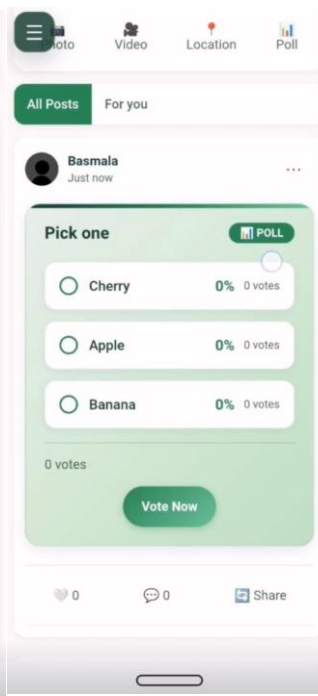 Photo Video Location Poll
All Posts For you
Basmala
Just now
Pick one
POLL
Cherry 0% 0 votes
Apple 0% 0 votes
Banana 0% 0 votes
0 votes
Vote Now
0 0 Share